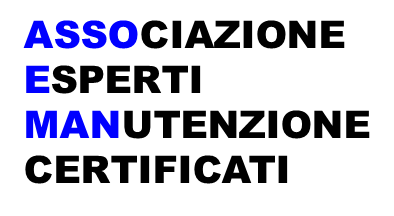 ASSOCIAZIONE
ESPERTI
MANUTENZIONE
CERTIFICATI